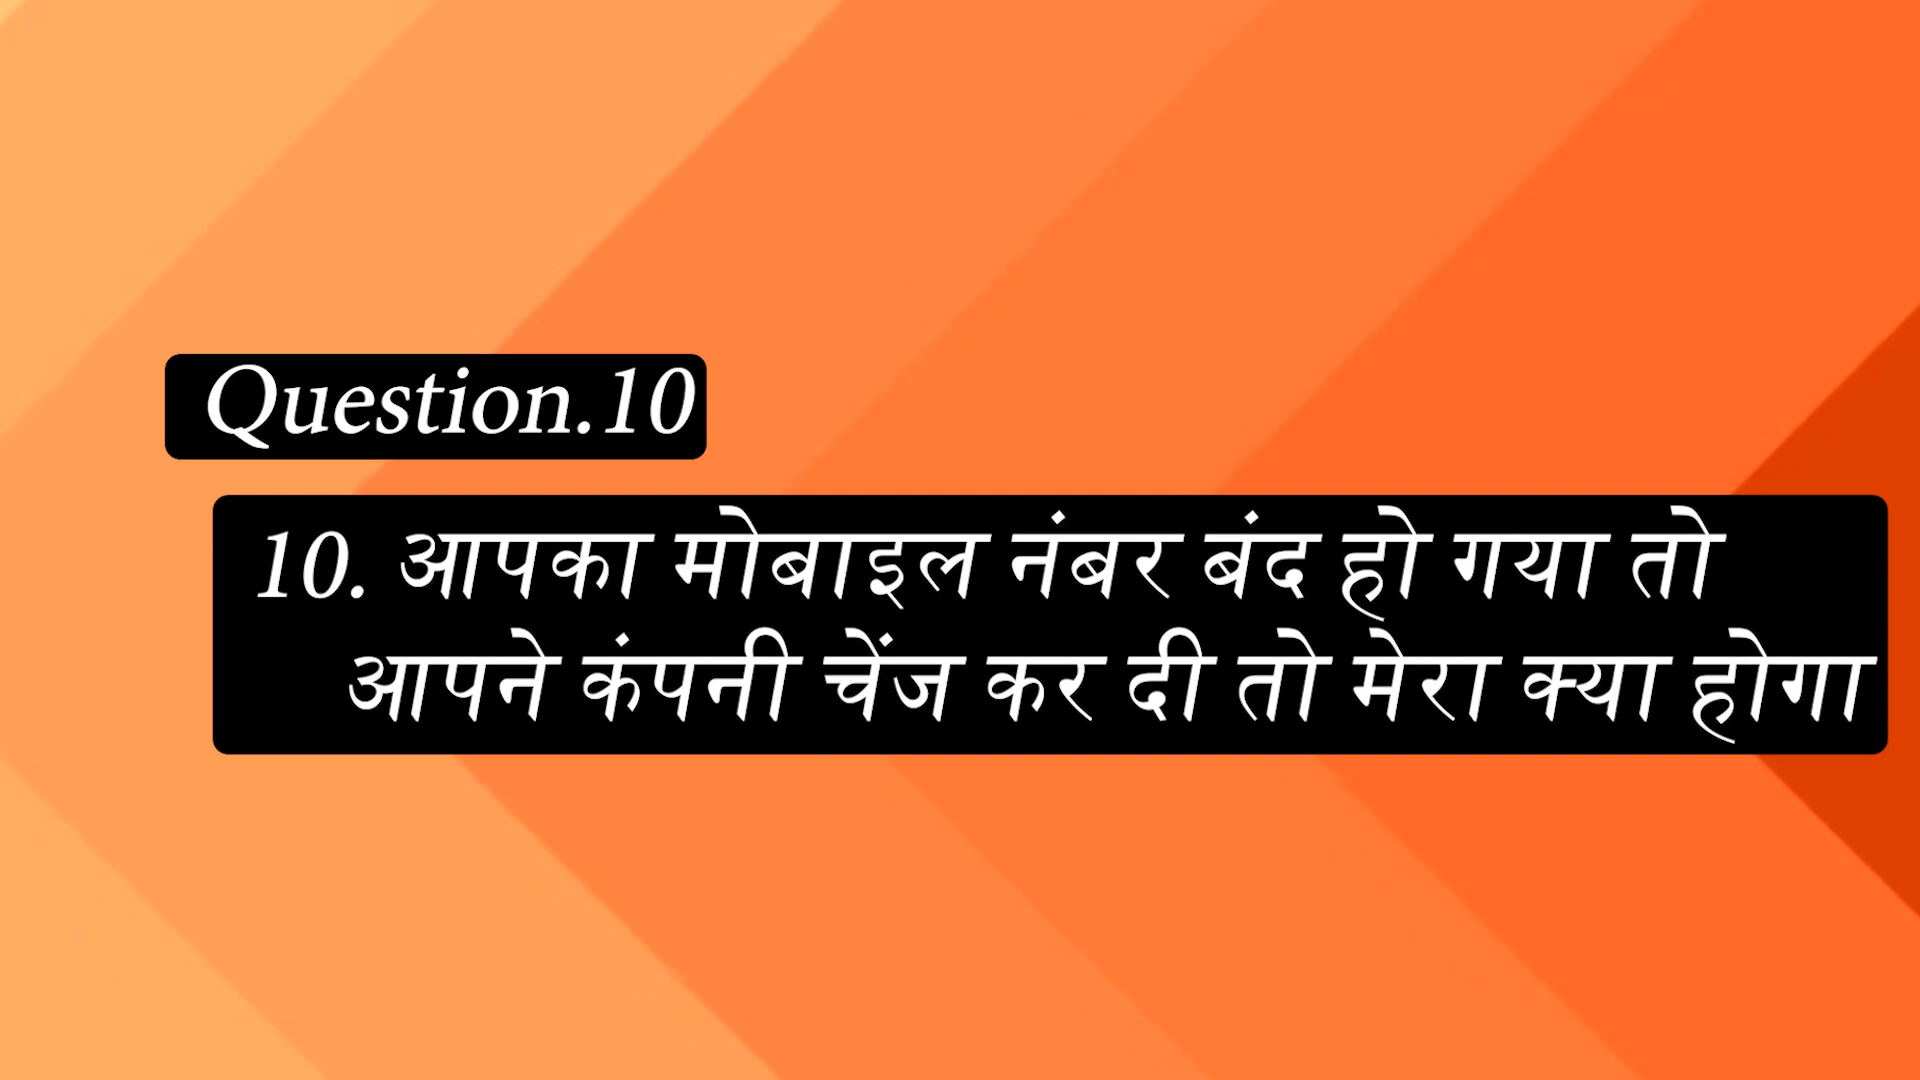 Question.10
10. आपका मोबाइल नंबर बंद हो गया तो
आपने कंपनी चेंज कर दी तो मेरा क्या होगा